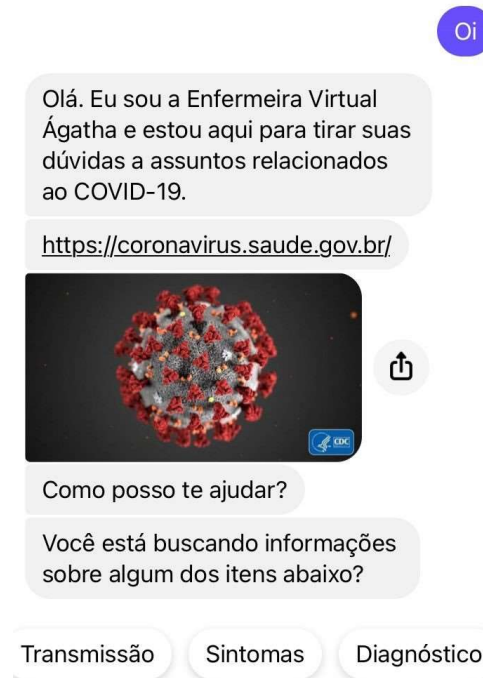 Oi
Olá. Eu sou a Enfermeira Virtual
Ágatha e estou aqui para tirar suas
dúvidas a assuntos relacionados
ao COVID-19.
https://coronavirus.saude.gov.br/
CDC
Como posso te ajudar?
Você está buscando informações
sobre algum dos itens abaixo?
Transmissão Sintomas Diagnóstico